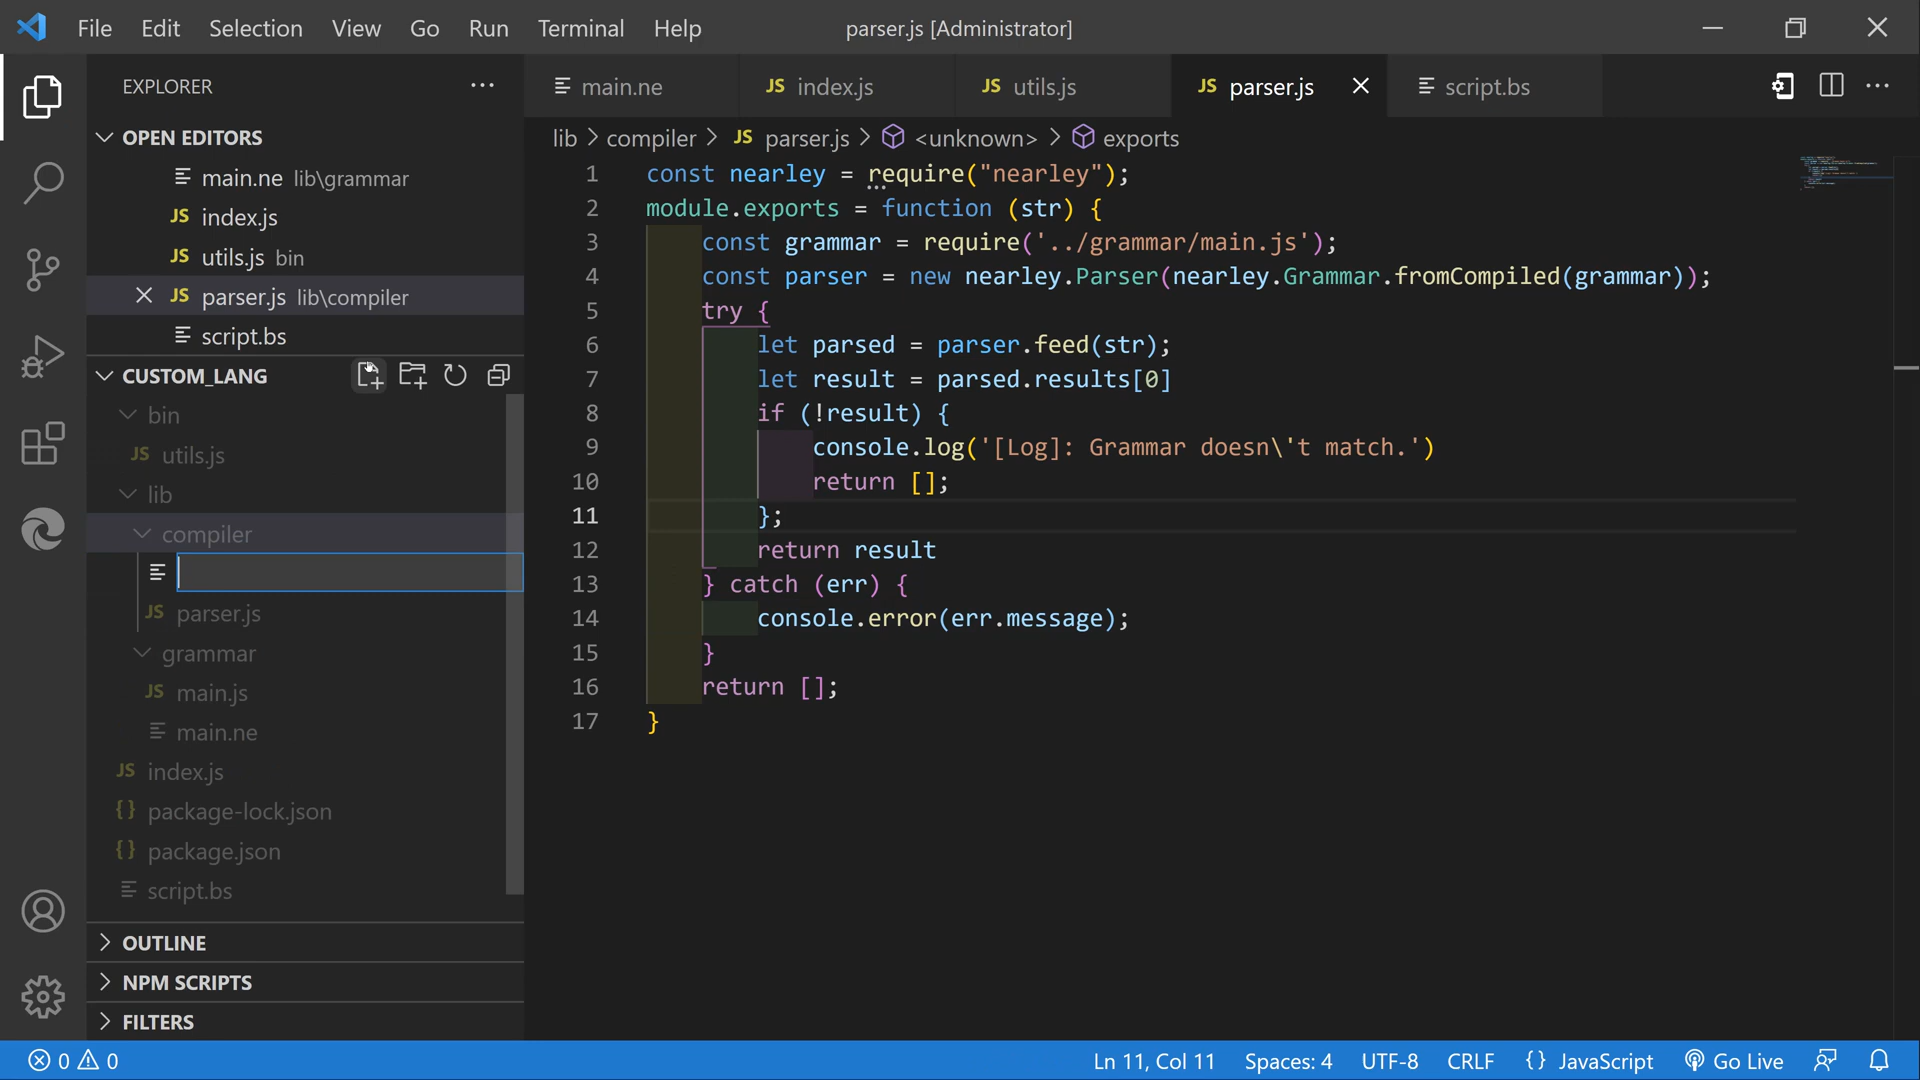 File Edit Selection View Go Run Terminal Help parser.js [Administrator]
EXPLORER
OPEN EDITORS
main.ne lib\grammar
JS index.js
JS utils.js bin
JS parser.js lib\compiler
script.bs
CUSTOM_LANG
bin
JS utils.js
lib
compiler
JS parser.js
grammar
JS main.js
main.ne
JS index.js
{} package-lock.json
{} package.json
script.bs
OUTLINE
NPM SCRIPTS
FILTERS
main.ne JS index.js JS utils.js JS parser.js script.bs
lib > compiler > JS parser.js > <unknown> > exports
1 const nearley = require("nearley");
2 module.exports = function (str) {
3 const grammar = require('../grammar/main.js');
4 const parser = new nearley.Parser(nearley.Grammar.fromCompiled(grammar));
5 try {
6 let parsed = parser.feed(str);
7 let result = parsed.results[0]
8 if (!result) {
9 console.log('[Log]: Grammar doesn\'t match.')
10 return [];
11 };
12 return result
13 } catch (err) {
14 console.error(err.message);
15 }
16 return [];
17 }
0 0 Ln 11, Col 11 Spaces: 4 UTF-8 CRLF {} JavaScript Go Live